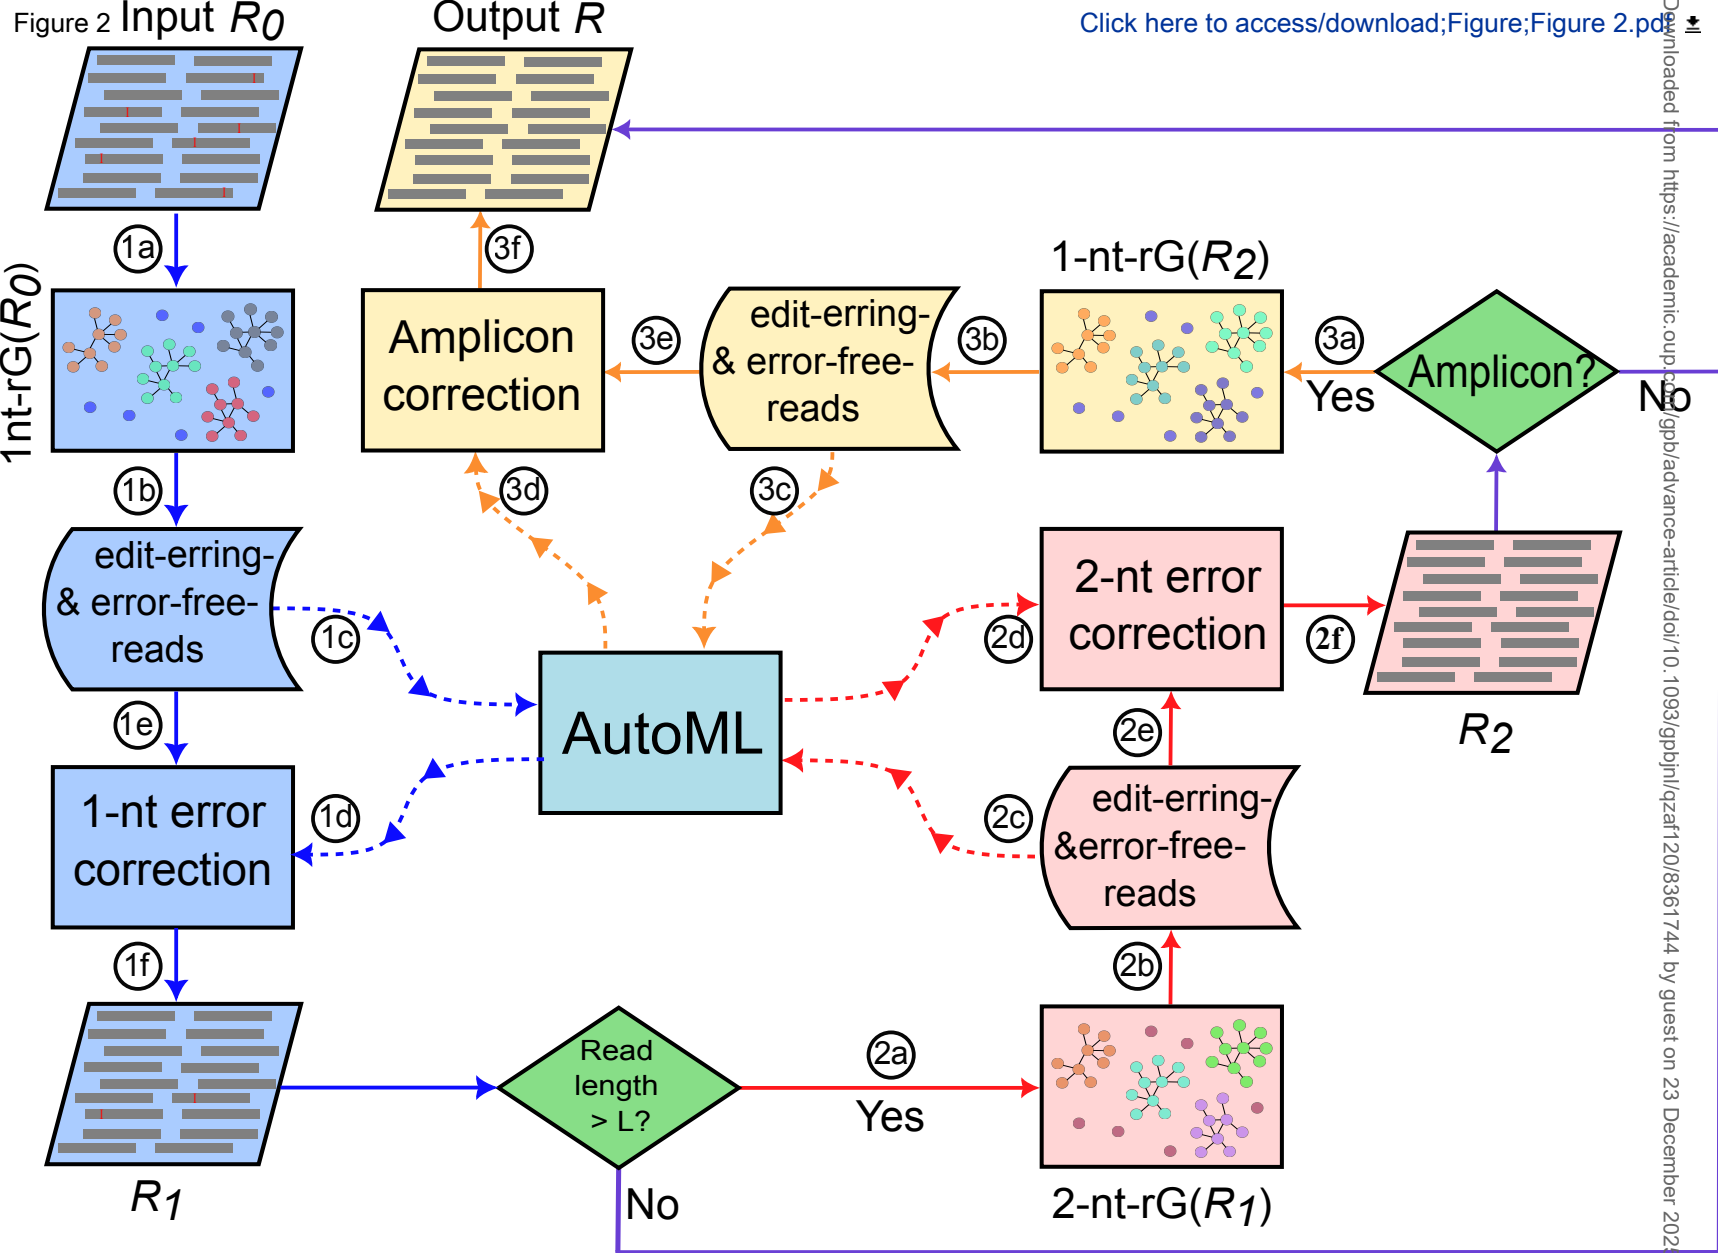 Figure 2
Input R0
Output R
Click here to access/download;Figure;Figure 2.pdf
1a
3f
1nt-rG(R0)
1-nt-rG(R2)
Amplicon
correction
3e
edit-erring-
& error-free-
reads
3b
3a
Yes
Amplicon?
No
1b
3d
3c
edit-erring-
& error-free-
reads
1c
2d
2-nt error
correction
2f
R2
1e
AutoML
2e
1-nt error
correction
1d
2c
edit-erring-
&error-free-
reads
1f
2b
R1
Read
length
> L?
2a
Yes
No
2-nt-rG(R1)
Downloaded from https://academic.oup.com/gpb/advance-article/doi/10.1093/gpbjnl/qzaf120/8361744 by guest on 23 December 2025